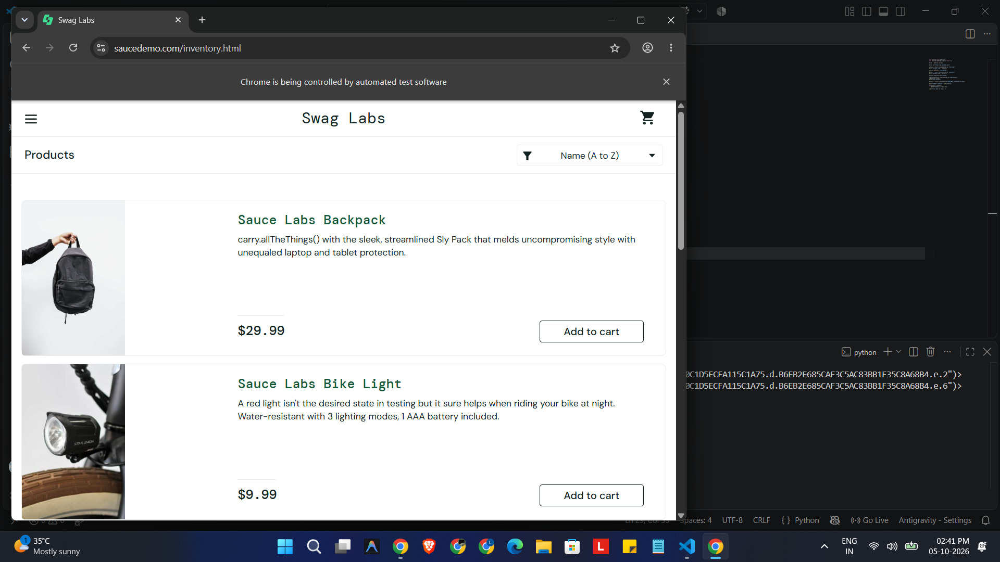 Swag Labs
saucedemo.com/inventory.html
Chrome is being controlled by automated test software
Swag Labs
Products
Name (A to Z)
Sauce Labs Backpack
carry.allTheThings() with the sleek, streamlined Sly Pack that melds uncompromising style with
unequaled laptop and tablet protection.
$29.99
Add to cart
Sauce Labs Bike Light
A red light isn't the desired state in testing but it sure helps when riding your bike at night.
Water-resistant with 3 lighting modes, 1 AAA battery included.
STAR UNION
$9.99
Add to cart
python
0C1D5ECFA115C1A75.d.B6EB2E685CAF3C5AC83BB1F35C8A68B4.e.2")>
0C1D5ECFA115C1A75.d.B6EB2E685CAF3C5AC83BB1F35C8A68B4.e.6")>
Spaces: 4
UTF-8
CRLF
{ } Python
Go Live
Antigravity - Settings
1
35°C
Mostly sunny
L
L
ENG
IN
02:41 PM
05-10-2026